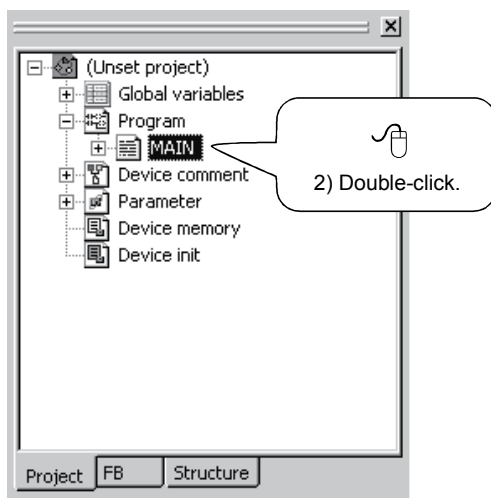 (Unset project)
Global variables
Program
MAIN
2) Double-click.
Device comment
Parameter
Device memory
Device init
Project FB Structure